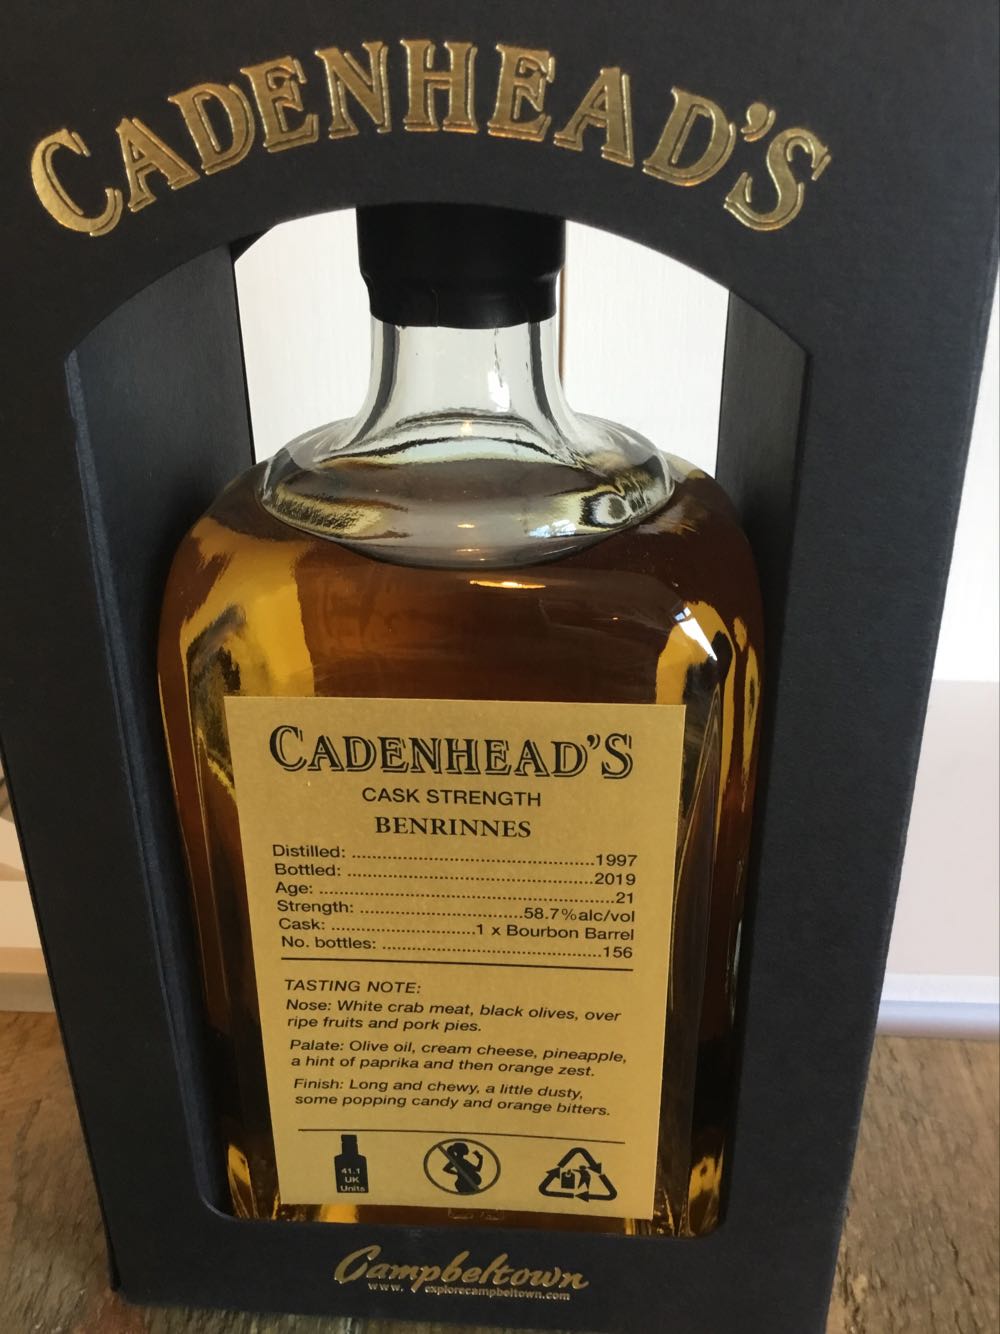 CADENHEAD'S
CADENHEAD'S
CASK STRENGTH
BENRINNES
Distilled: ................................................1997
Bottled: .................................................2019
Age: ...........................................................21
Strength: .................................58.7%alc/vol
Cask: .............................1 x Bourbon Barrel
No. bottles: ............................................156
TASTING NOTE:
Nose: White crab meat, black olives, over
ripe fruits and pork pies.
Palate: Olive oil, cream cheese, pineapple,
a hint of paprika and then orange zest.
Finish: Long and chewy, a little dusty,
some popping candy and orange bitters.
41.1
UK
Units
Campbeltown
www. explorecampbeltown.com